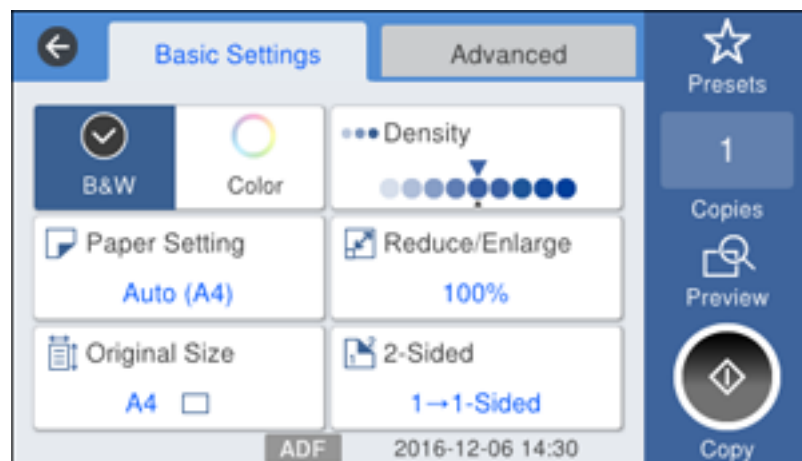 Basic Settings
Advanced
Presets
B&W
Color
Density
1
Copies
Paper Setting
Auto (A4)
Reduce/Enlarge
100%
Preview
Original Size
A4
2-Sided
1→1-Sided
ADF
2016-12-06 14:30
Copy